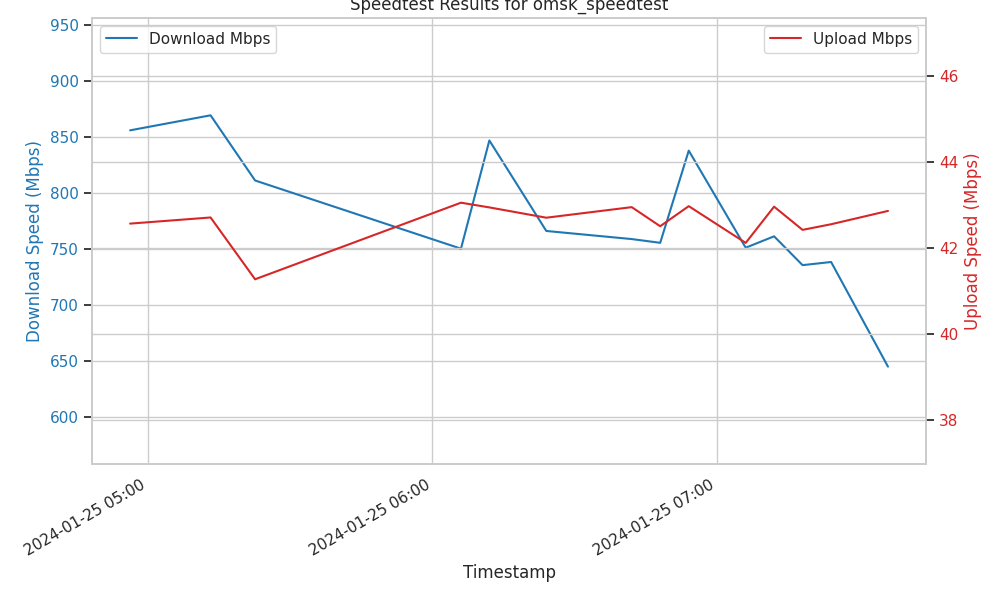 Speedtest Results for omsk_speedtest
Download Mbps
Upload Mbps
950
900
850
800
750
700
650
600
Download Speed (Mbps)
46
44
42
40
38
Upload Speed (Mbps)
2024-01-25 05:00
2024-01-25 06:00
2024-01-25 07:00
Timestamp